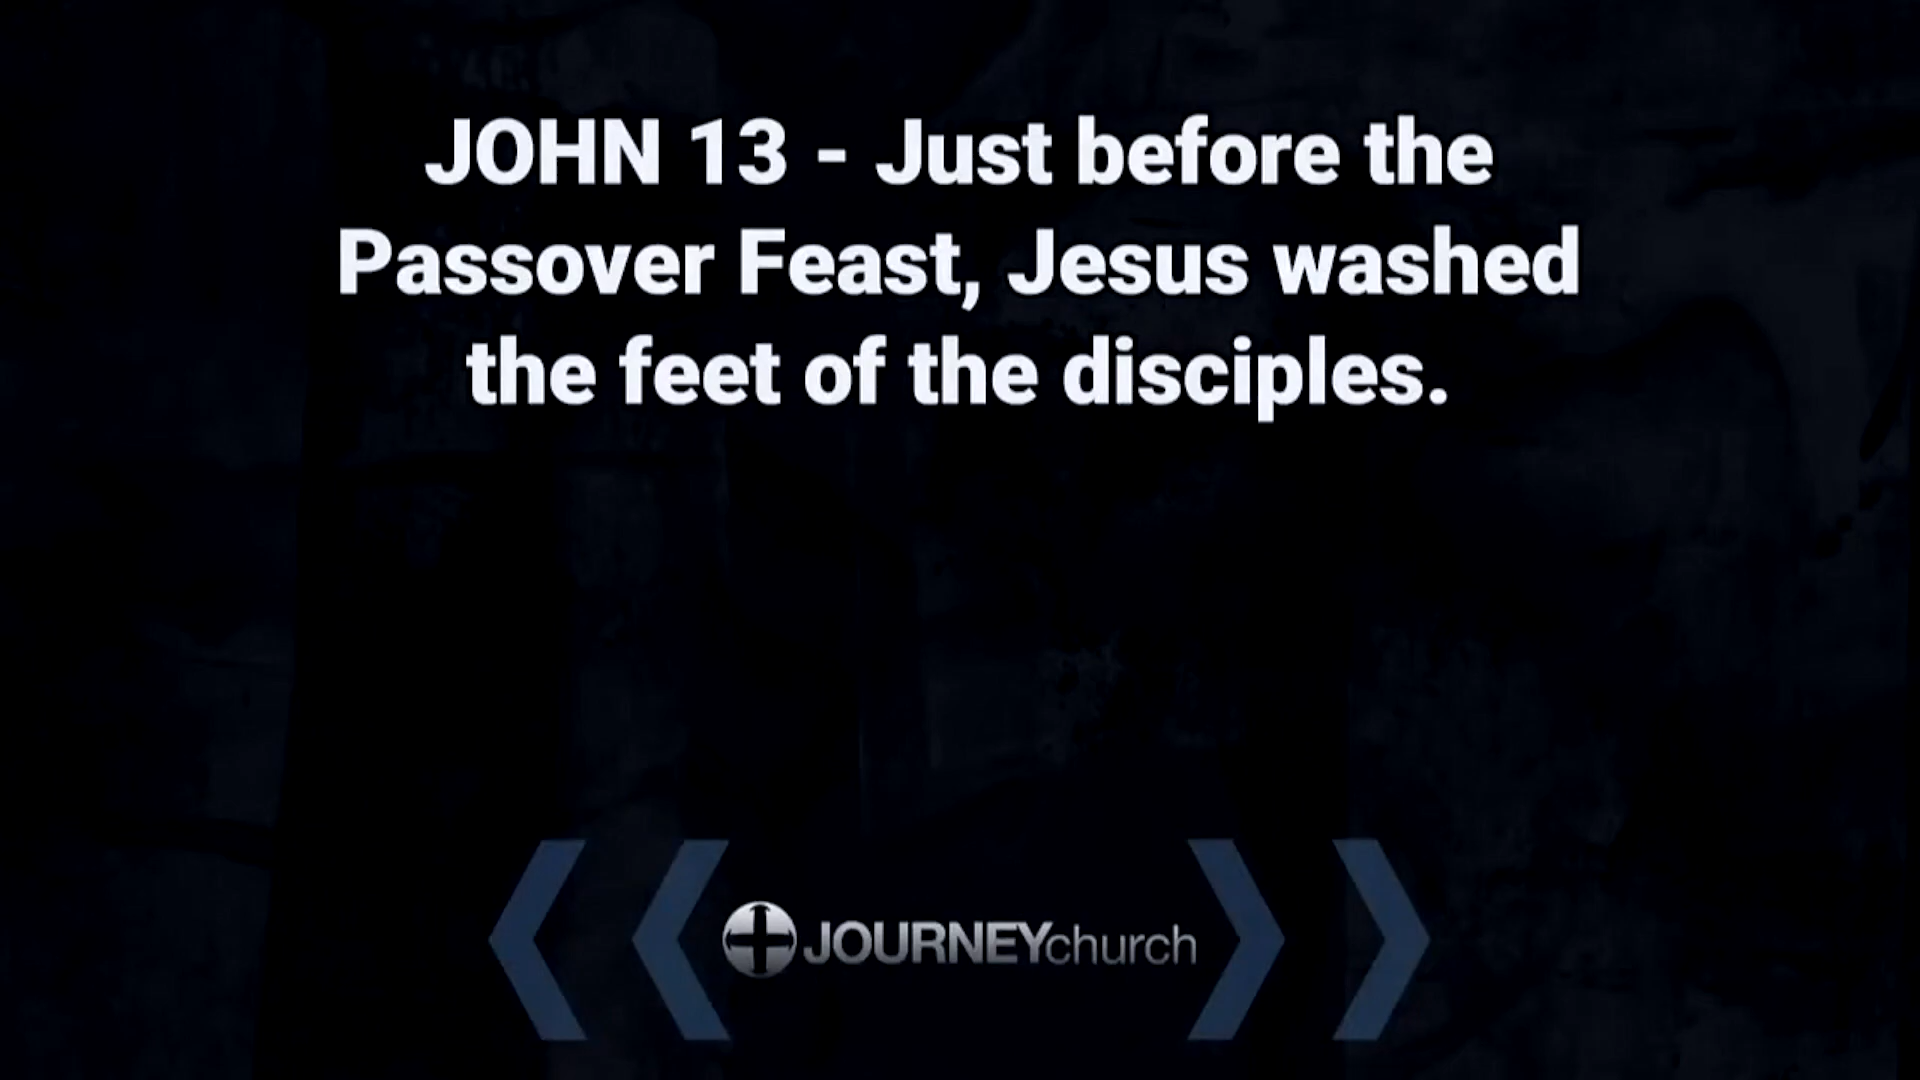 JOHN 13 - Just before the
Passover Feast, Jesus washed
the feet of the disciples.
JOURNEYchurch